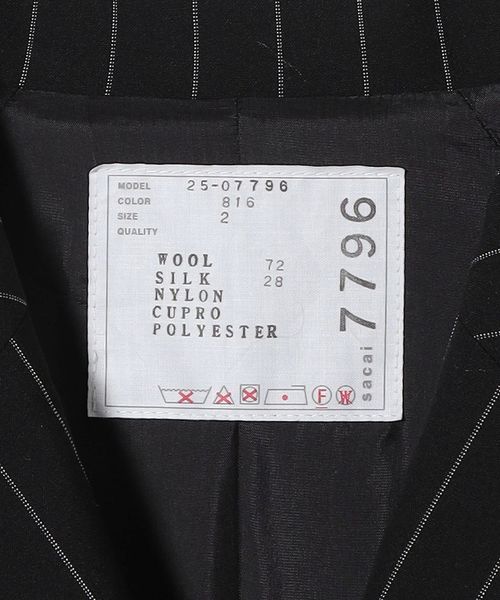 MODEL 25-07796
COLOR 816
SIZE 2
QUALITY
WOOL 72
SILK 28
NYLON
CUPRO
POLYESTER
F
W
sacai 7796